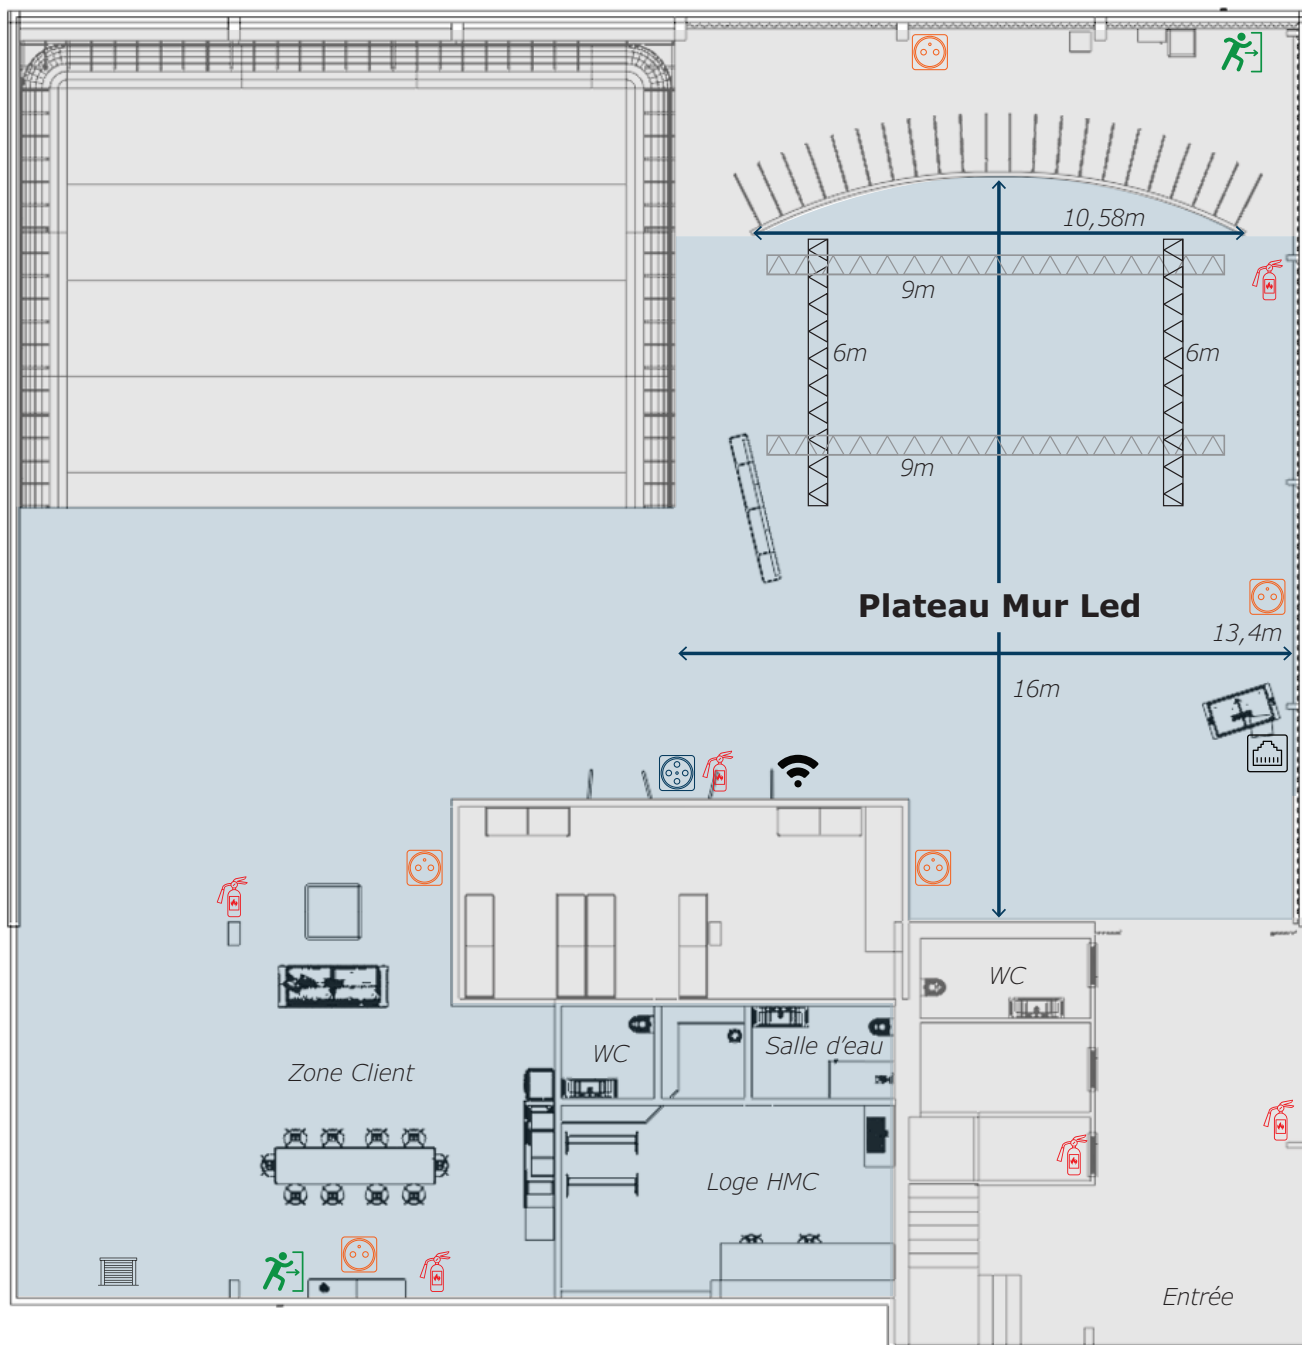 10,58m
9m
6m
6m
9m
Plateau Mur Led
13,4m
16m
WC
WC
Salle d'eau
Zone Client
Loge HMC
Entrée